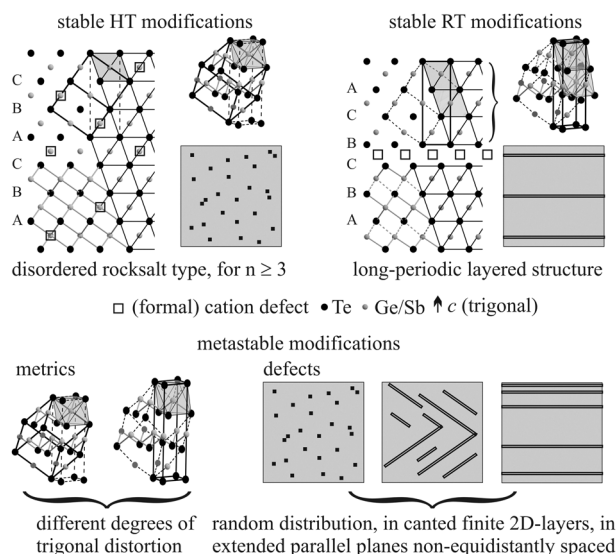 stable HT modifications
stable RT modifications
C
B
A
C
B
A
A
B
C
C
B
A
disordered rocksalt type, for n ≥ 3
long-periodic layered structure
(formal) cation defect Te Ge/Sb c (trigonal)
metastable modifications
metrics
defects
different degrees of
trigonal distortion
random distribution, in canted finite 2D-layers, in
extended parallel planes non-equidistantly spaced